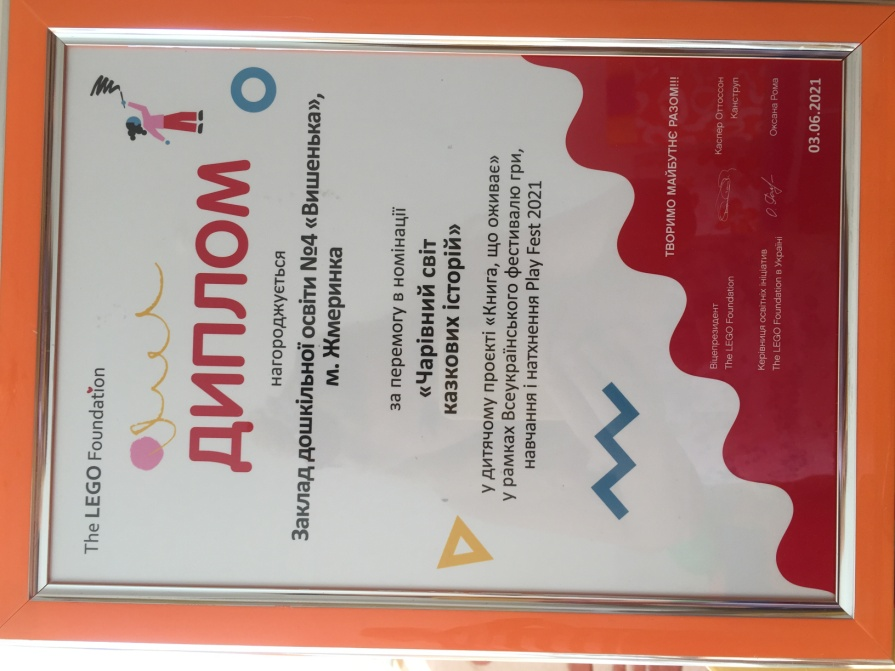 The LEGO Foundation
ДИПЛОМ
нагороджується
Заклад дошкільної освіти №4 «Вишенька»,
м. Жмеринка
за перемогу в номінації
«Чарівний світ
казкових історій»
у дитячому проєкті «Книга, що оживає»
у рамках Всеукраїнського фестивалю гри,
навчання і натхнення Play Fest 2021
ТВОРИМО МАЙБУТНЄ РАЗОМ!!!
Віцепрезидент
The LEGO Foundation
Каспер Оттоссон
Канструп
Керівниця освітніх ініціатив
The LEGO Foundation в Україні
Оксана Рома
03.06.2021